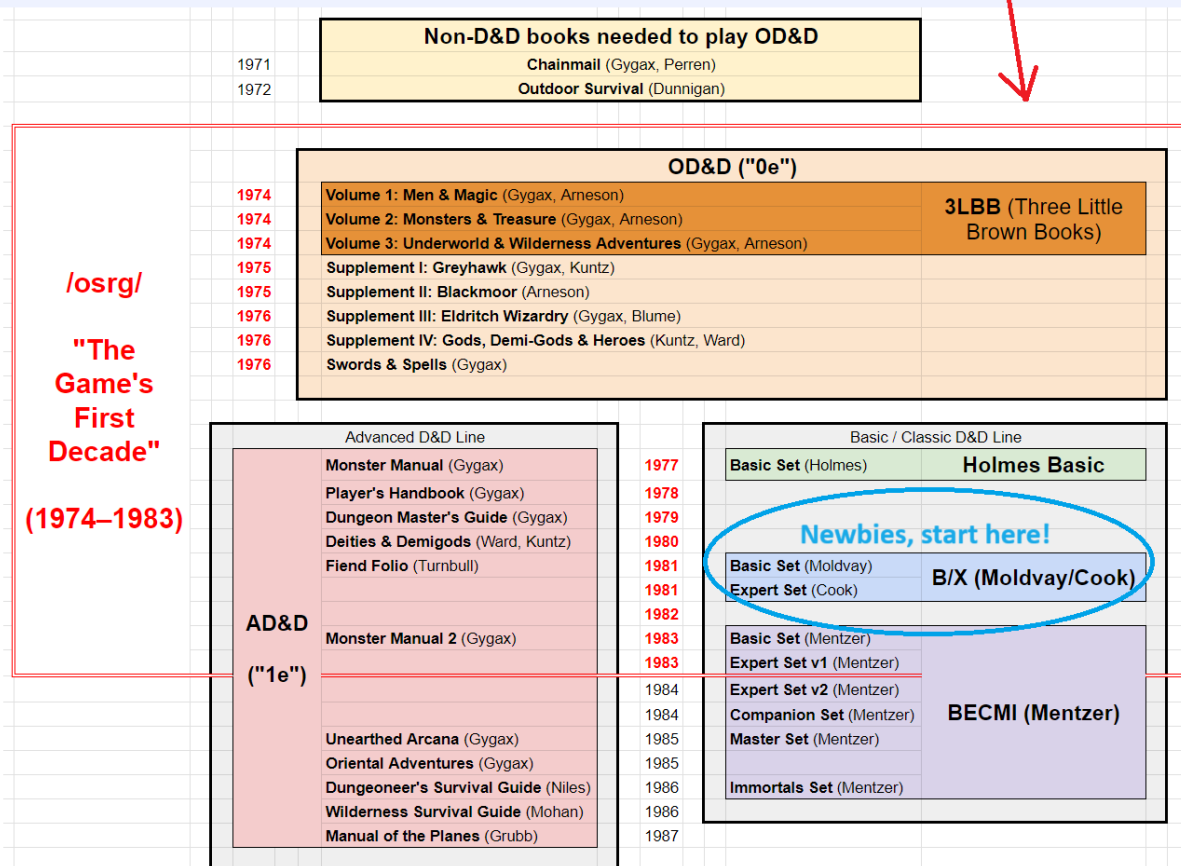 Non-D&D books needed to play OD&D
1971 Chainmail (Gygax, Perren)
1972 Outdoor Survival (Dunnigan)
/osrg/
"The
Game's
First
Decade"
(1974–1983)
OD&D ("0e")
1974 Volume 1: Men & Magic (Gygax, Arneson)
1974 Volume 2: Monsters & Treasure (Gygax, Arneson)
1974 Volume 3: Underworld & Wilderness Adventures (Gygax, Arneson)
3LBB (Three Little
Brown Books)
1975 Supplement I: Greyhawk (Gygax, Kuntz)
1975 Supplement II: Blackmoor (Arneson)
1976 Supplement III: Eldritch Wizardry (Gygax, Blume)
1976 Supplement IV: Gods, Demi-Gods & Heroes (Kuntz, Ward)
1976 Swords & Spells (Gygax)
Advanced D&D Line
AD&D
("1e")
Monster Manual (Gygax)
Player's Handbook (Gygax)
Dungeon Master's Guide (Gygax)
Deities & Demigods (Ward, Kuntz)
Fiend Folio (Turnbull)
Monster Manual 2 (Gygax)
Unearthed Arcana (Gygax)
Oriental Adventures (Gygax)
Dungeoneer's Survival Guide (Niles)
Wilderness Survival Guide (Mohan)
Manual of the Planes (Grubb)
1977
1978
1979
1980
1981
1981
1982
1983
1983
1984
1984
1985
1985
1986
1986
1987
Basic / Classic D&D Line
Basic Set (Holmes) Holmes Basic
Newbies, start here!
Basic Set (Moldvay)
Expert Set (Cook)
B/X (Moldvay/Cook)
Basic Set (Mentzer)
Expert Set v1 (Mentzer)
Expert Set v2 (Mentzer)
Companion Set (Mentzer)
Master Set (Mentzer)
Immortals Set (Mentzer)
BECMI (Mentzer)